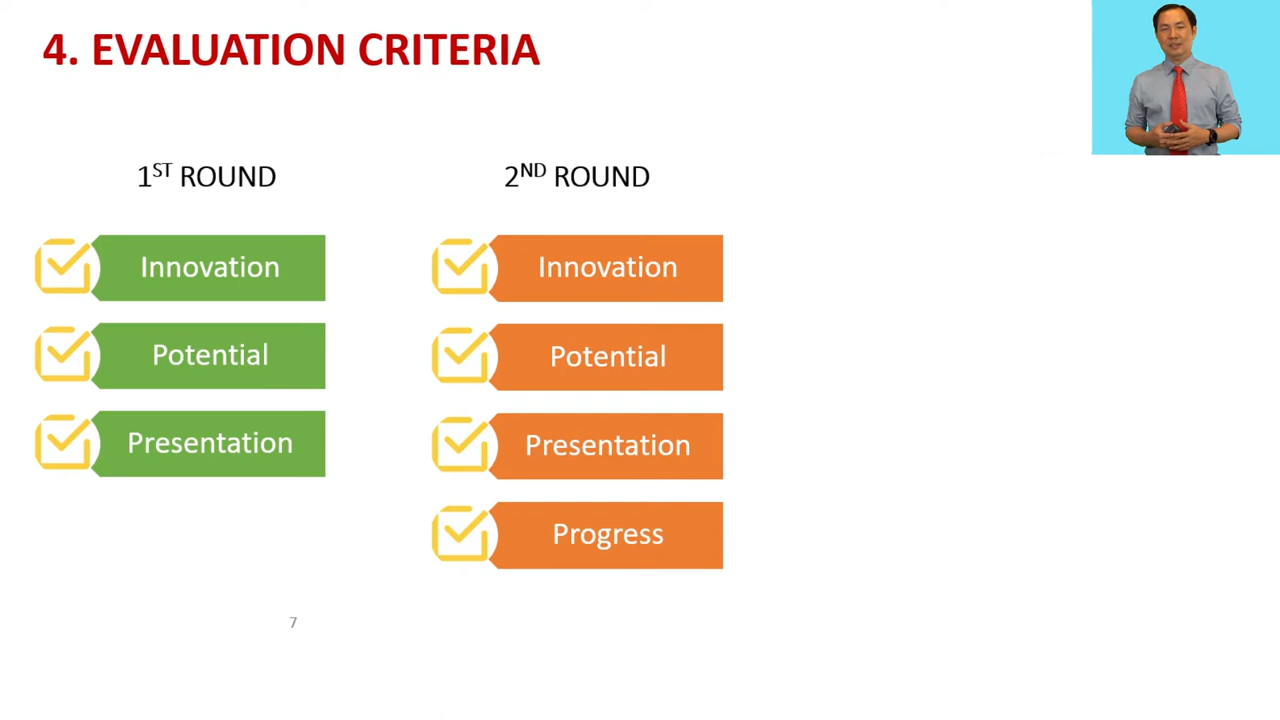 4. EVALUATION CRITERIA
1ST ROUND
Innovation
Potential
Presentation
2ND ROUND
Innovation
Potential
Presentation
Progress
7